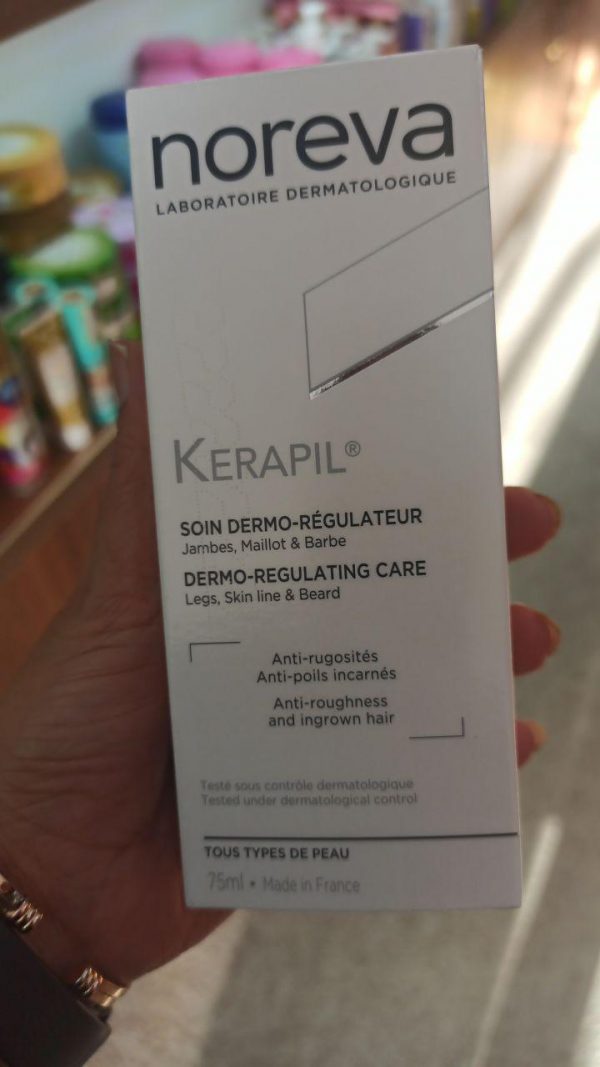 noreva
LABORATOIRE DERMATOLOGIQUE
KERAPIL®
SOIN DERMO-RÉGULATEUR
Jambes, Maillot & Barbe
DERMO-REGULATING CARE
Legs, Skin line & Beard
Anti-rugosités
Anti-poils incarnés
Anti-roughness
and ingrown hair
Testé sous contrôle dermatologique
Tested under dermatological control
TOUS TYPES DE PEAU
75ml • Made in France